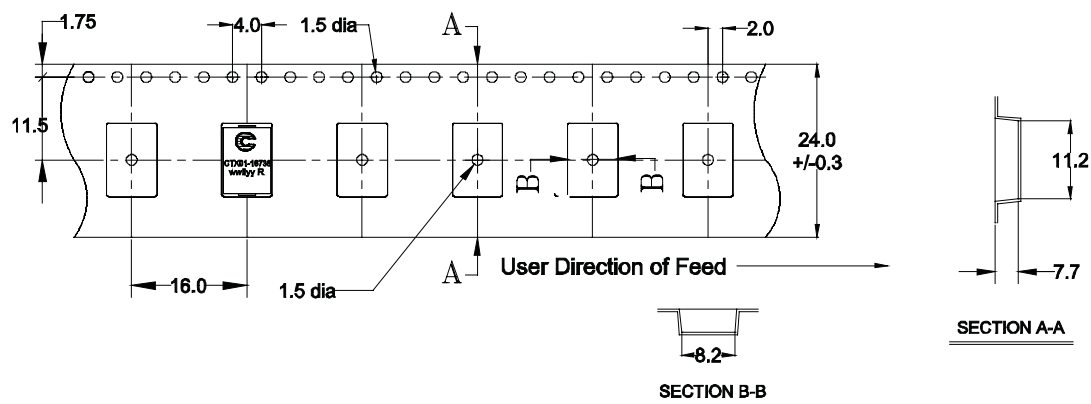 1.75
4.0
1.5 dia
A
2.0
11.5
24.0
+/-0.3
CTX01-16736
wwllyy R
B
B
11.2
16.0
1.5 dia
A
User Direction of Feed
7.7
8.2
SECTION A-A
SECTION B-B